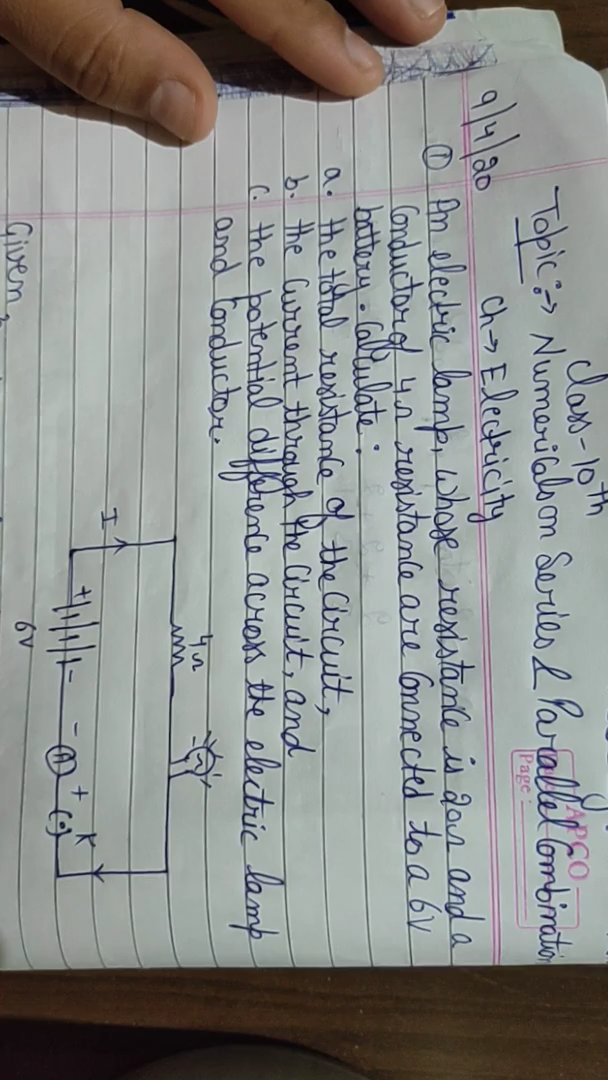 APCO
Page:
Class-10th
Topic:→ Numericals on Series & Parallel Combination
9/4/20
Ch→ Electricity
① An electric lamp, whose resistance is 20Ω and a
Conductor of 4Ω resistance are Connected to a 6V
battery. Calculate:
a. the total resistance of the Circuit,
b. the Current through the Circuit, and
c. the potential difference across the electric lamp
and Conductor.
4Ω
I
+ - - A + (•) K
6V
Given